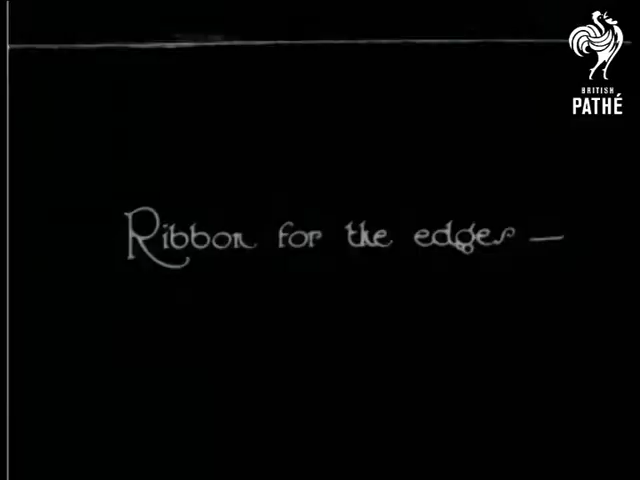 BRITISH
PATHÉ
Ribbon for the edges —